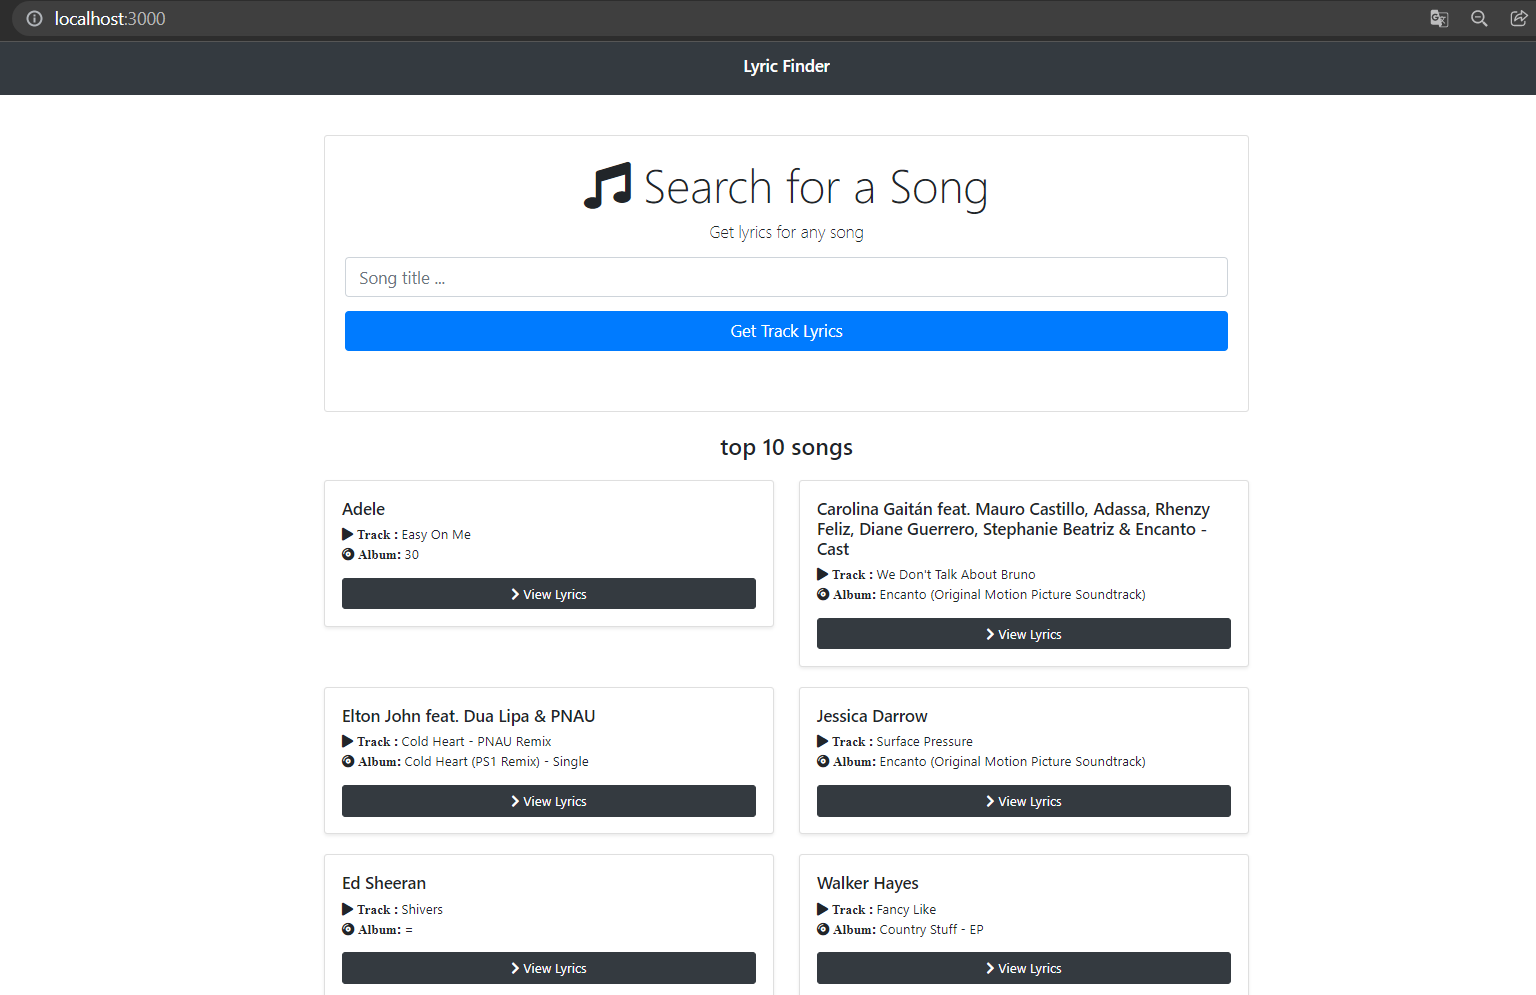 localhost:3000
Lyric Finder
Search for a Song
Get lyrics for any song
Song title ...
Get Track Lyrics
top 10 songs
Adele
Track : Easy On Me
Album: 30
View Lyrics
Carolina Gaitán feat. Mauro Castillo, Adassa, Rhenzy
Feliz, Diane Guerrero, Stephanie Beatriz & Encanto -
Cast
Track : We Don't Talk About Bruno
Album: Encanto (Original Motion Picture Soundtrack)
View Lyrics
Elton John feat. Dua Lipa & PNAU
Track : Cold Heart - PNAU Remix
Album: Cold Heart (PS1 Remix) - Single
View Lyrics
Jessica Darrow
Track : Surface Pressure
Album: Encanto (Original Motion Picture Soundtrack)
View Lyrics
Ed Sheeran
Track : Shivers
Album: =
View Lyrics
Walker Hayes
Track : Fancy Like
Album: Country Stuff - EP
View Lyrics